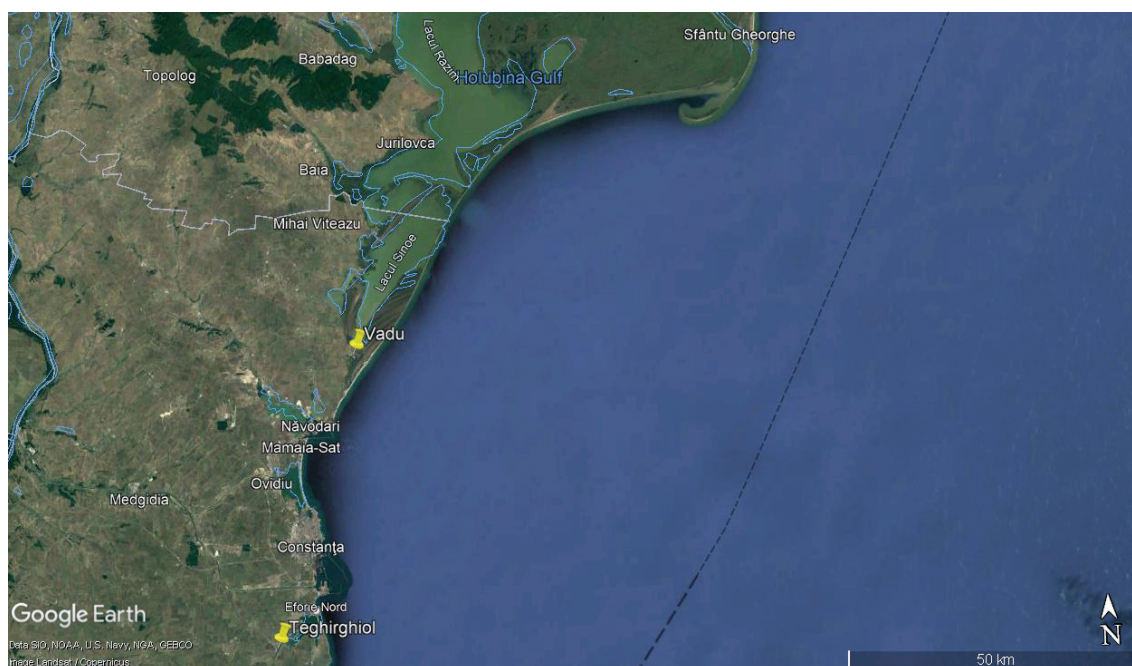 Sfântu Gheorghe
Lacul Razim
Babadag
Topolog
Holubina Gulf
Jurilovca
Baia
Mihai Viteazu
Lacul Sinoe
Vadu
Năvodari
Mamaia-Sat
Ovidiu
Medgidia
Constanța
Eforie Nord
Google Earth
Teghirghiol
N
Data SIO, NOAA, U.S. Navy, NGA, GEBCO
Image Landsat / Copernicus
50 km